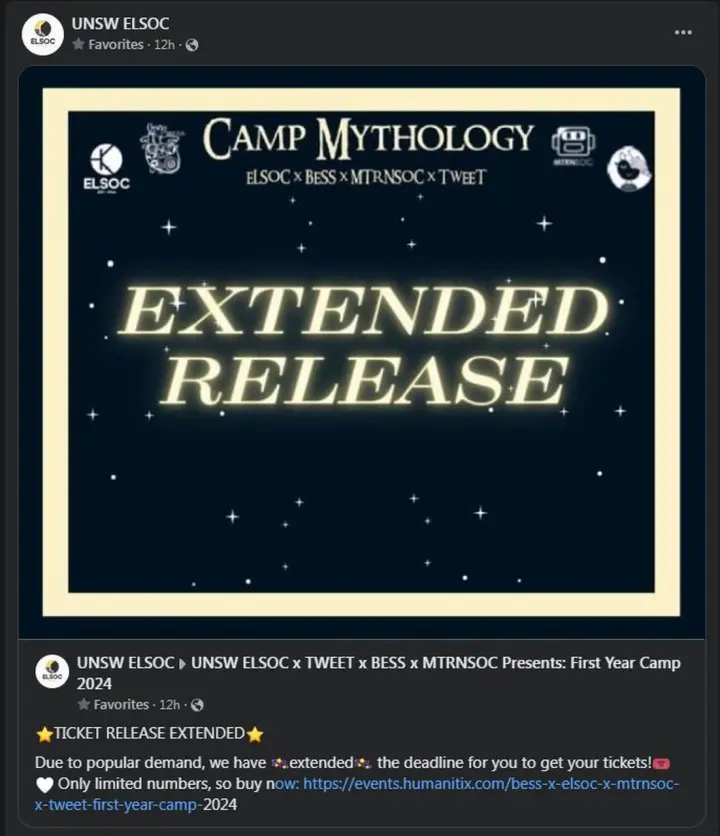 UNSW ELSOC
Favorites · 12h ·
CAMP MYTHOLOGY
ELSOC x BESS x MTRNSOC x TWEET
ELSOC
MTRNSOC
EXTENDED
RELEASE
UNSW ELSOC ▸ UNSW ELSOC x TWEET x BESS x MTRNSOC Presents: First Year Camp
2024
Favorites · 12h ·
⭐TICKET RELEASE EXTENDED⭐
Due to popular demand, we have extended the deadline for you to get your tickets!
🤍 Only limited numbers, so buy now: https://events.humanitix.com/bess-x-elsoc-x-mtrnsoc-
x-tweet-first-year-camp-2024